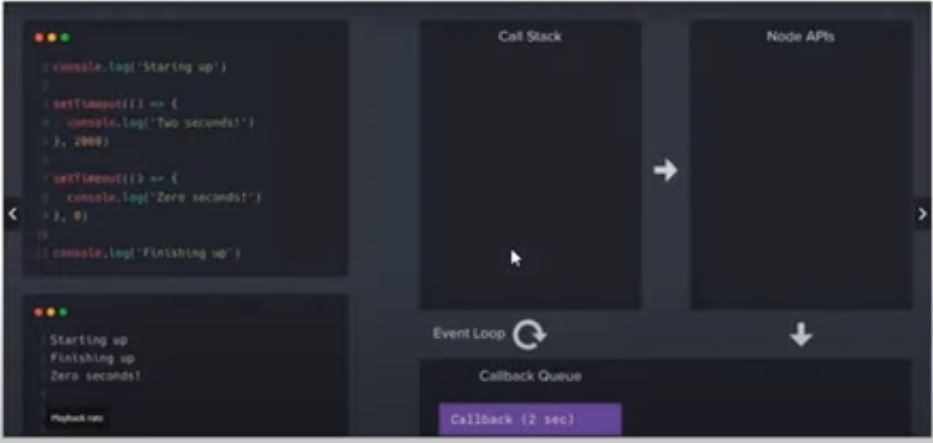 console.log('Staring up')
setTimeout(() => {
console.log('Two seconds!')
}, 2000)
setTimeout(() => {
console.log('Zero seconds!')
}, 0)
console.log('Finishing up')
Starting up
Finishing up
Zero seconds!
Playback rate
Call Stack
Node APIs
Event Loop
Callback Queue
Callback (2 sec)